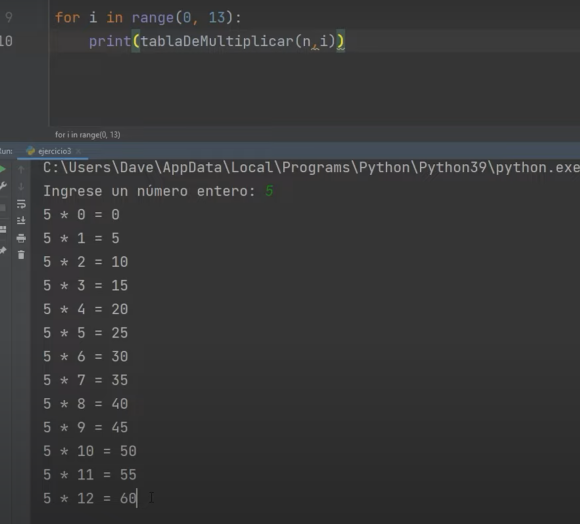 9 for i in range(0, 13):
10 print(tablaDeMultiplicar(n,i))
for i in range(0, 13)
Run: ejercicio3
C:\Users\Dave\AppData\Local\Programs\Python\Python39\python.exe
Ingrese un número entero: 5
5 * 0 = 0
5 * 1 = 5
5 * 2 = 10
5 * 3 = 15
5 * 4 = 20
5 * 5 = 25
5 * 6 = 30
5 * 7 = 35
5 * 8 = 40
5 * 9 = 45
5 * 10 = 50
5 * 11 = 55
5 * 12 = 60